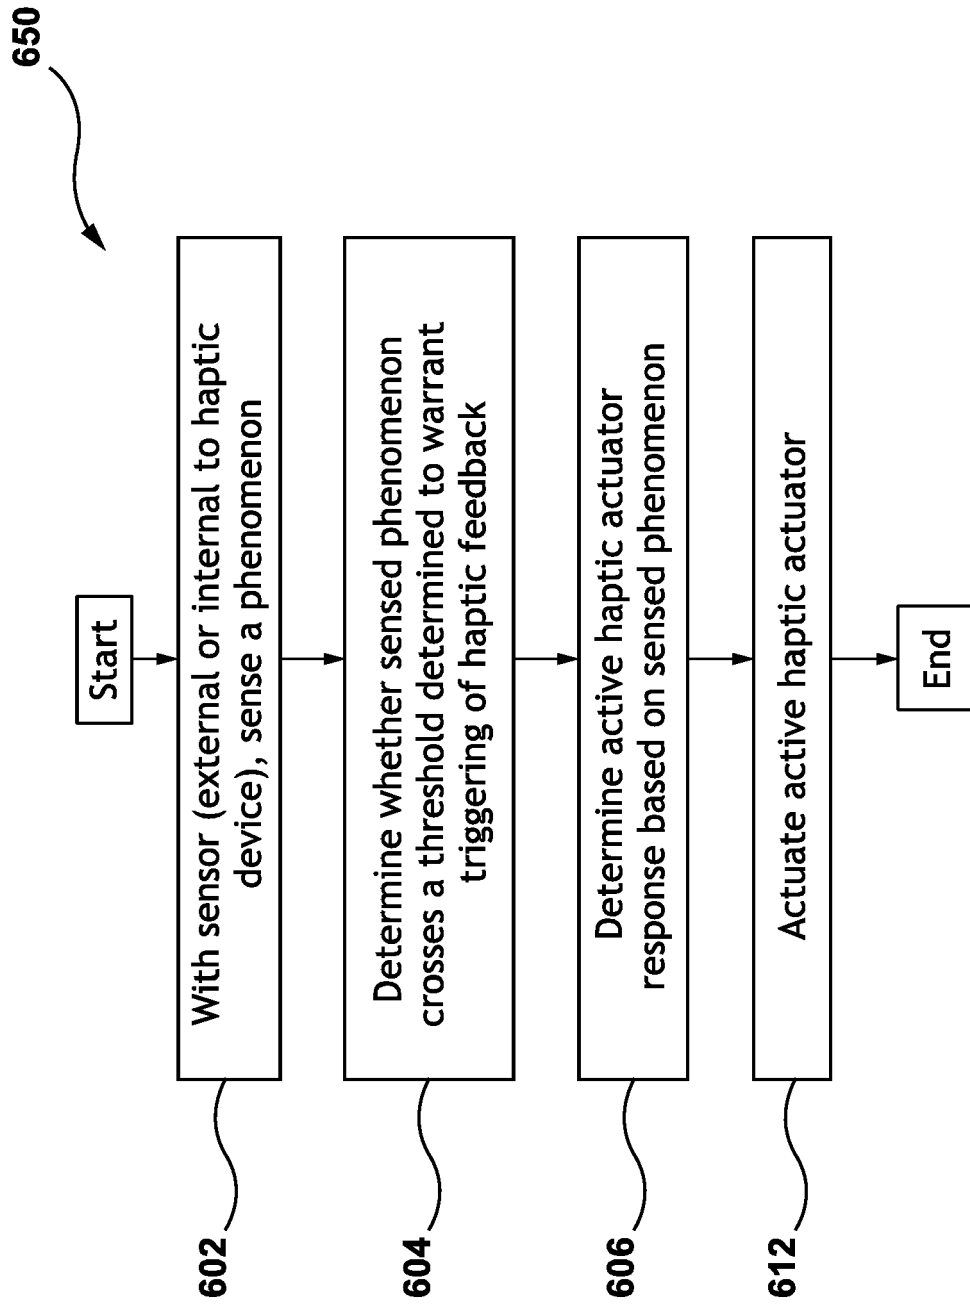 650
Start
602
With sensor (external or internal to haptic
device), sense a phenomenon
604
Determine whether sensed phenomenon
crosses a threshold determined to warrant
triggering of haptic feedback
606
Determine active haptic actuator
response based on sensed phenomenon
612
Actuate active haptic actuator
End